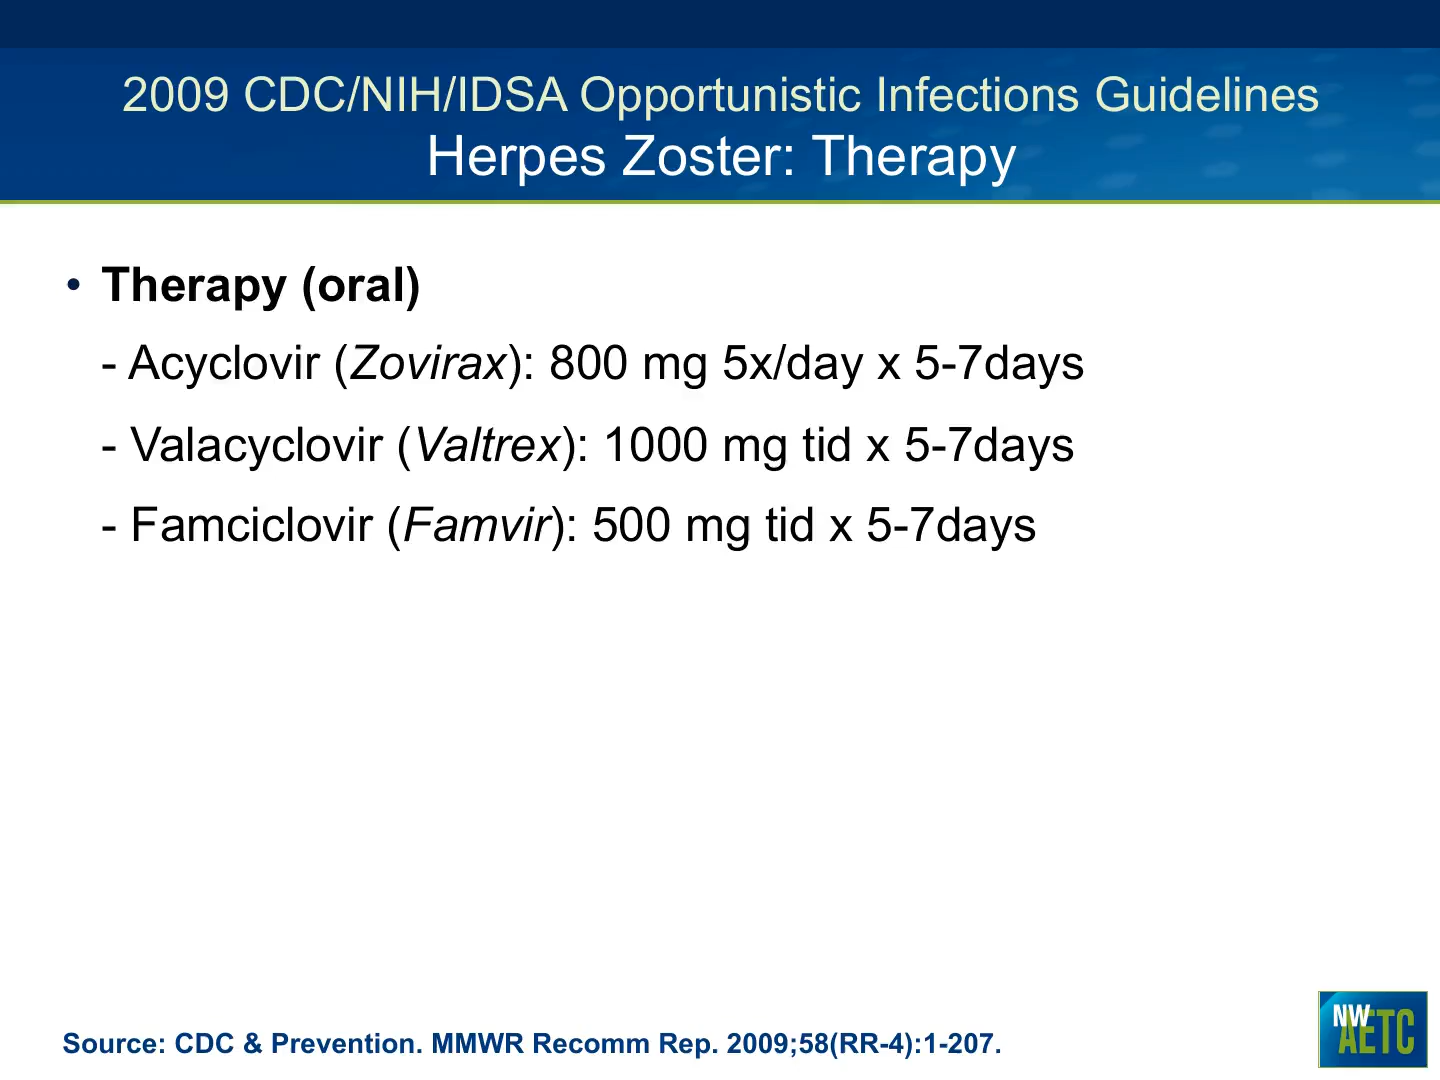 2009 CDC/NIH/IDSA Opportunistic Infections Guidelines
Herpes Zoster: Therapy
• Therapy (oral)
- Acyclovir (Zovirax): 800 mg 5x/day x 5-7days
- Valacyclovir (Valtrex): 1000 mg tid x 5-7days
- Famciclovir (Famvir): 500 mg tid x 5-7days
Source: CDC & Prevention. MMWR Recomm Rep. 2009;58(RR-4):1-207.
NW
AETC